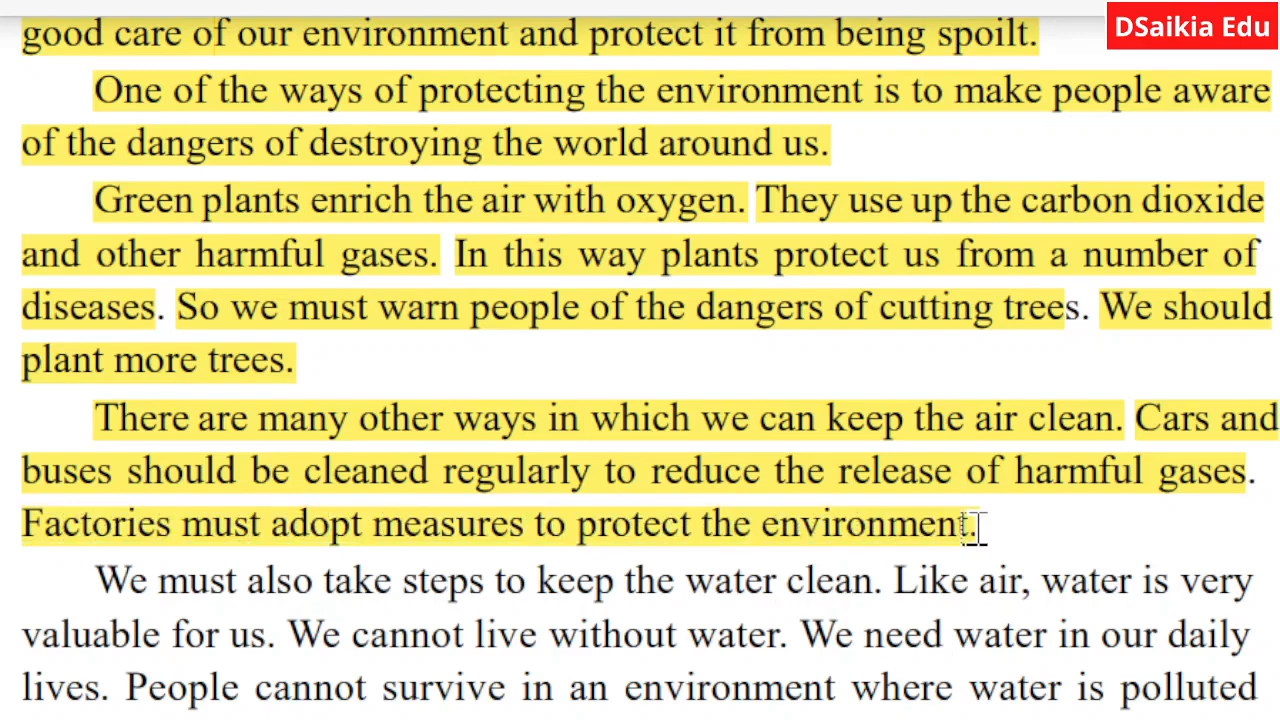 good care of our environment and protect it from being spoilt.
DSaikia Edu
One of the ways of protecting the environment is to make people aware
of the dangers of destroying the world around us.
Green plants enrich the air with oxygen. They use up the carbon dioxide
and other harmful gases. In this way plants protect us from a number of
diseases. So we must warn people of the dangers of cutting trees. We should
plant more trees.
There are many other ways in which we can keep the air clean. Cars and
buses should be cleaned regularly to reduce the release of harmful gases.
Factories must adopt measures to protect the environment.
We must also take steps to keep the water clean. Like air, water is very
valuable for us. We cannot live without water. We need water in our daily
lives. People cannot survive in an environment where water is polluted